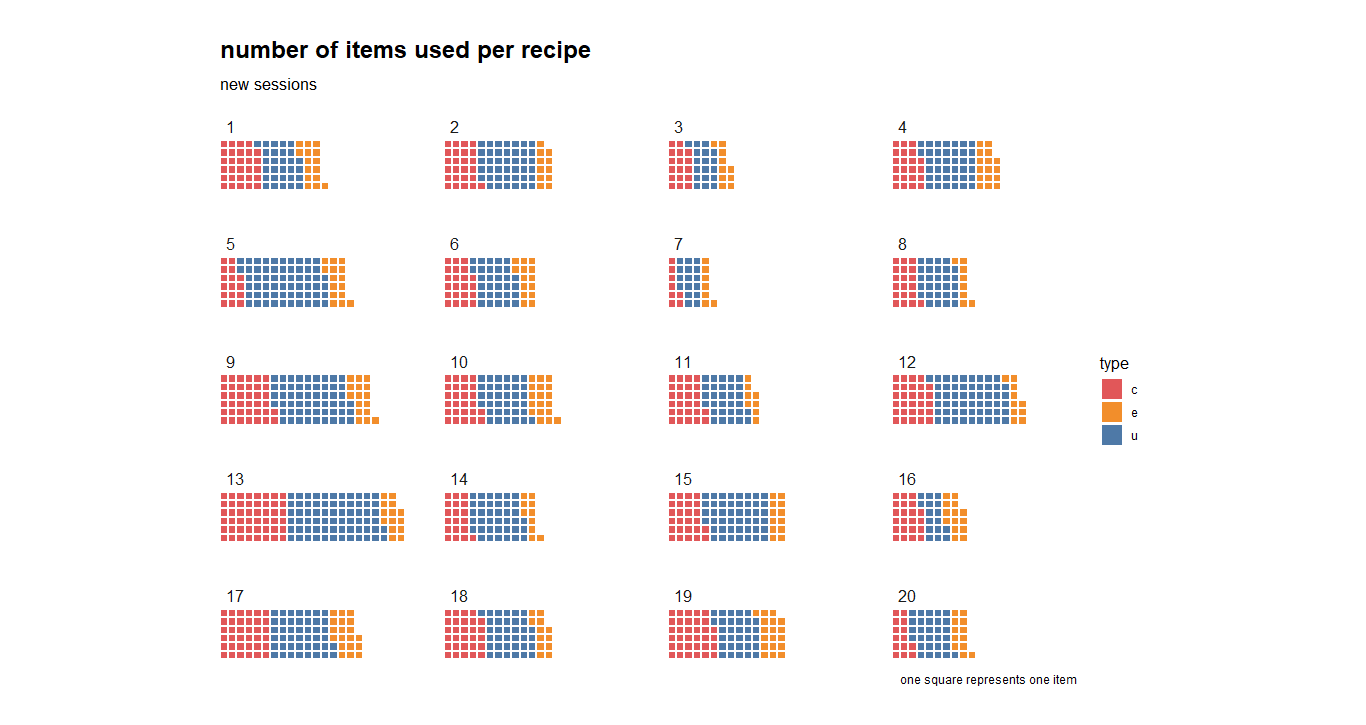 number of items used per recipe
new sessions
1 2 3 4
5 6 7 8
9 10 11 12
type
c
e
u
13 14 15 16
17 18 19 20
one square represents one item